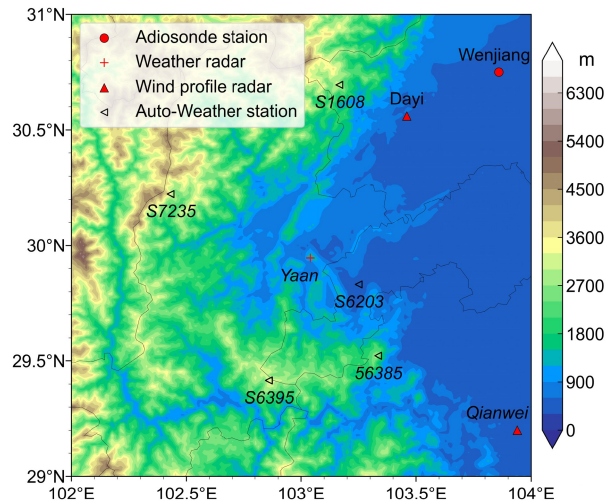 31°N
30.5°N
30°N
29.5°N
29°N
102°E
102.5°E
103°E
103.5°E
104°E
Adiosonde staion
Weather radar
Wind profile radar
Auto-Weather station
Wenjiang
S1608
Dayi
S7235
Yaan
S6203
56385
S6395
Qianwei
m
6300
5400
4500
3600
2700
1800
900
0